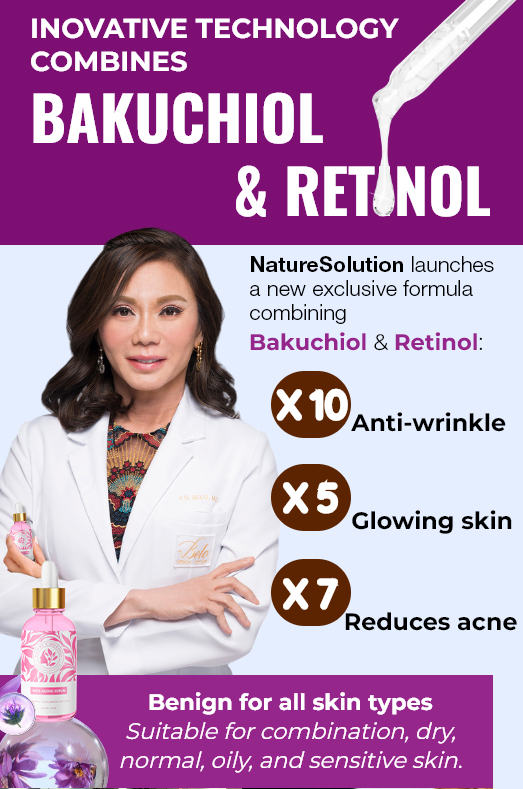 INOVATIVE TECHNOLOGY
COMBINES
BAKUCHIOL
& RETINOL
NatureSolution launches
a new exclusive formula
combining
Bakuchiol & Retinol:
X10
Anti-wrinkle
X5
Glowing skin
X7
Reduces acne
Belo
Benign for all skin types
Suitable for combination, dry,
normal, oily, and sensitive skin.